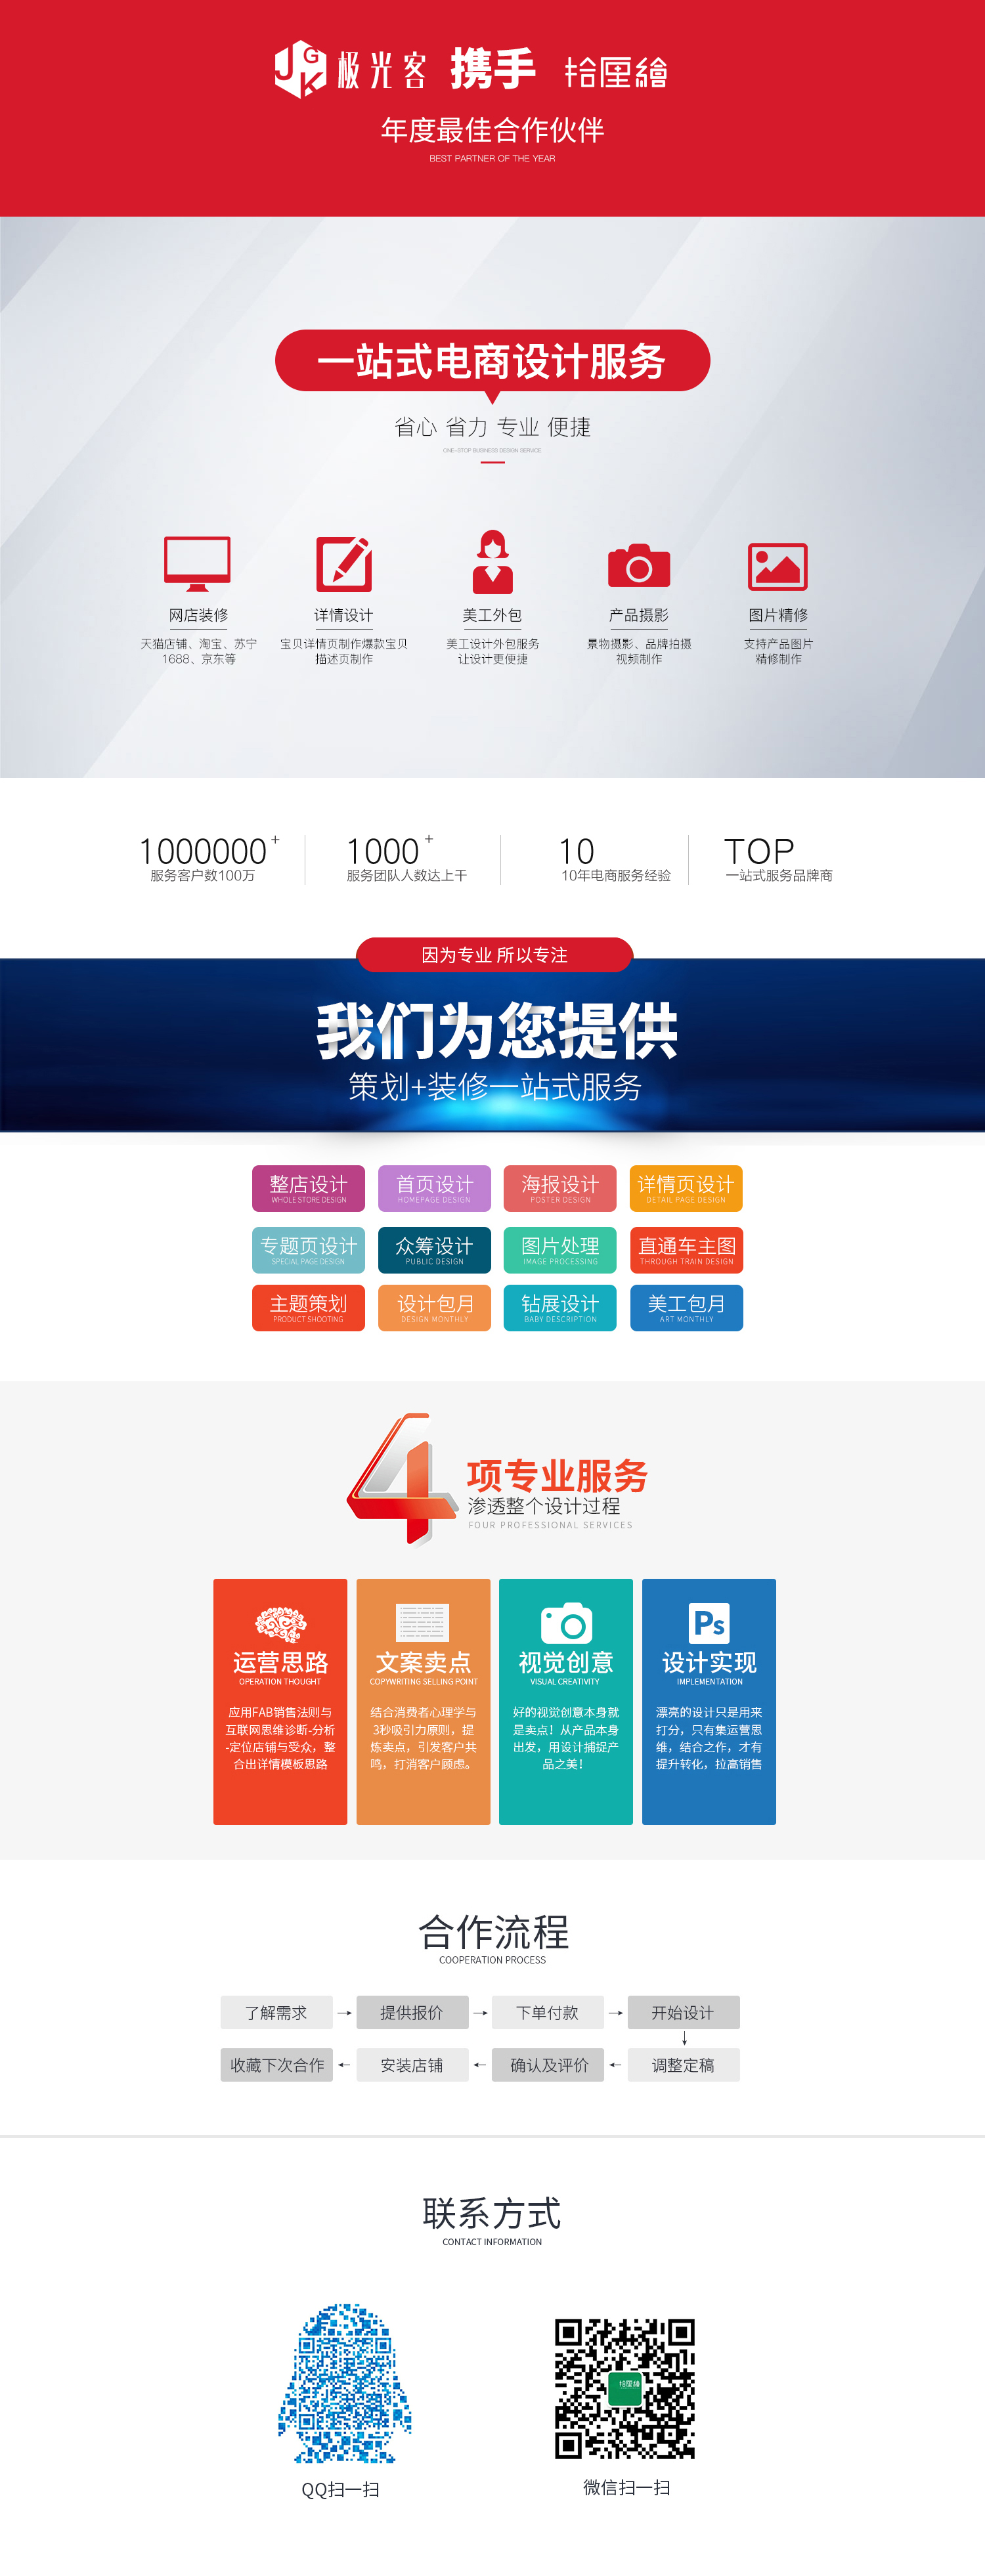 JGK 极光客 携手 拾厘繪
年度最佳合作伙伴
BEST PARTNER OF THE YEAR
一站式电商设计服务
省心 省力 专业 便捷
ONE-STOP BUSINESS DESIGN SERVICE
网店装修
天猫店铺、淘宝、苏宁
1688、京东等
详情设计
宝贝详情页制作爆款宝贝
描述页制作
美工外包
美工设计外包服务
让设计更便捷
产品摄影
景物摄影、品牌拍摄
视频制作
图片精修
支持产品图片
精修制作
1000000+
服务客户数100万
1000+
服务团队人数达上千
10
10年电商服务经验
TOP
一站式服务品牌商
因为专业 所以专注
我们为您提供
策划+装修一站式服务
整店设计
WHOLE STORE DESIGN
首页设计
HOMEPAGE DESIGN
海报设计
POSTER DESIGN
详情页设计
DETAIL PAGE DESIGN
专题页设计
SPECIAL PAGE DESIGN
众筹设计
PUBLIC DESIGN
图片处理
IMAGE PROCESSING
直通车主图
THROUGH TRAIN DESIGN
主题策划
PRODUCT SHOOTING
设计包月
DESIGN MONTHLY
钻展设计
BABY DESCRIPTION
美工包月
ART MONTHLY
4
项专业服务
渗透整个设计过程
FOUR PROFESSIONAL SERVICES
运营思路
OPERATION THOUGHT
应用FAB销售法则与
互联网思维诊断-分析
-定位店铺与受众，整
合出详情模板思路
文案卖点
COPYWRITING SELLING POINT
结合消费者心理学与
3秒吸引力原则，提
炼卖点，引发客户共
鸣，打消客户顾虑。
视觉创意
VISUAL CREATIVITY
好的视觉创意本身就
是卖点！从产品本身
出发，用设计捕捉产
品之美！
Ps
设计实现
IMPLEMENTATION
漂亮的设计只是用来
打分，只有集运营思
维，结合之作，才有
提升转化，拉高销售
合作流程
COOPERATION PROCESS
了解需求
提供报价
下单付款
开始设计
收藏下次合作
安装店铺
确认及评价
调整定稿
联系方式
CONTACT INFORMATION
拾厘繪
QQ扫一扫
微信扫一扫